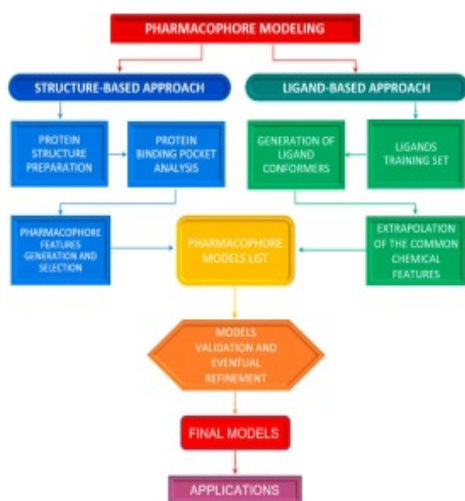 PHARMACOPHORE MODELING
STRUCTURE-BASED APPROACH
LIGAND-BASED APPROACH
PROTEIN
STRUCTURE
PREPARATION
PROTEIN
BINDING POCKET
ANALYSIS
GENERATION OF
LIGAND
CONFORMERS
LIGANDS
TRAINING SET
PHARMACOPHORE
FEATURES
GENERATION AND
SELECTION
PHARMACOPHORE
MODELS LIST
EXTRAPOLATION
OF THE COMMON
CHEMICAL
FEATURES
MODELS
VALIDATION AND
EVENTUAL
REFINEMENT
FINAL MODELS
APPLICATIONS